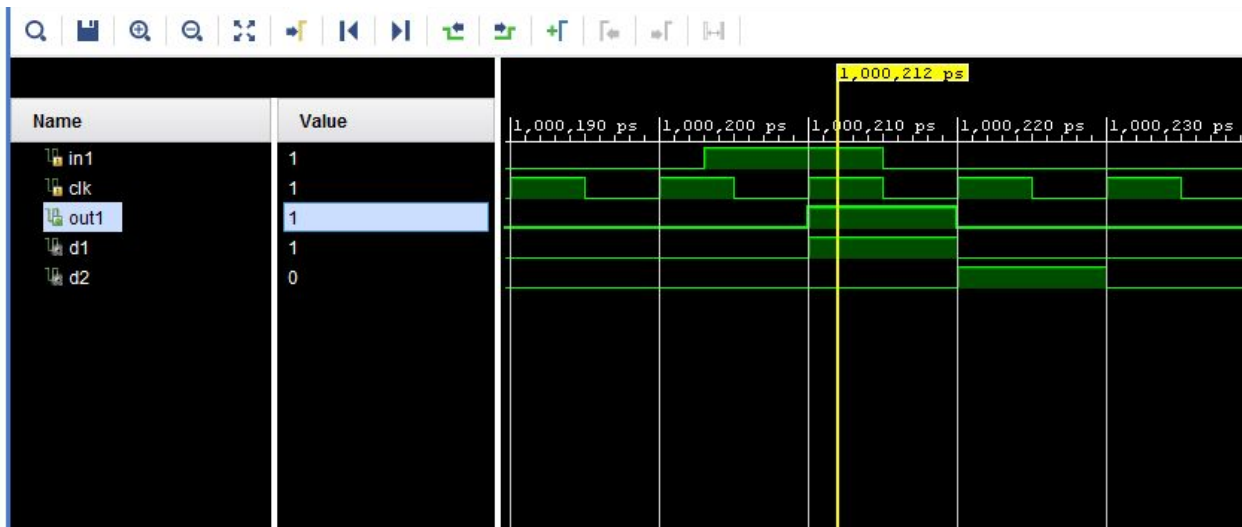 1,000,212 ps
Name Value
1,000,190 ps 1,000,200 ps 1,000,210 ps 1,000,220 ps 1,000,230 ps
in1 1
clk 1
out1 1
d1 1
d2 0